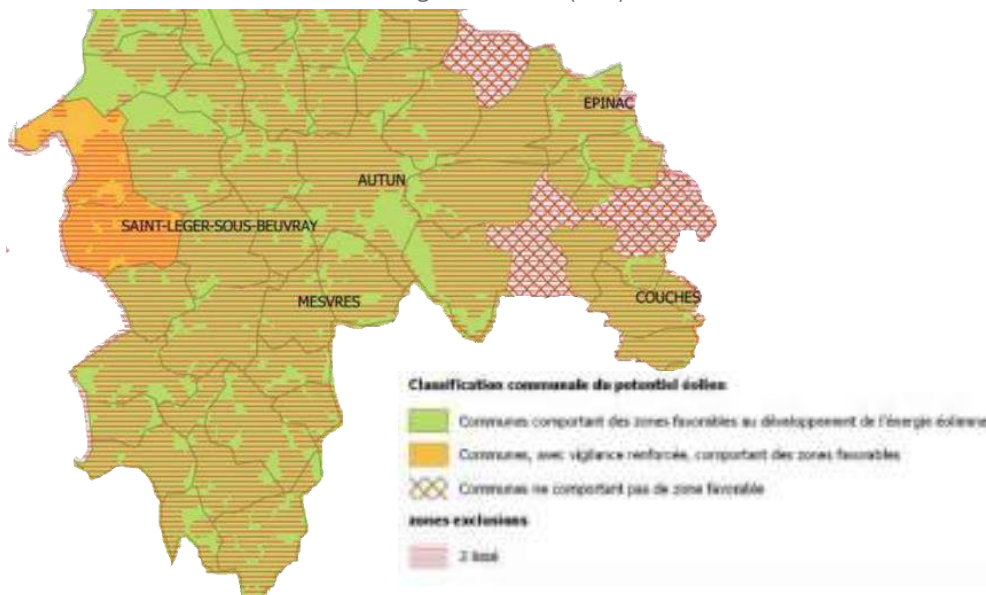 EPINAC
AUTUN
SAINT-LEGER-SOUS-BEUVRAY
MESVRES
COUCHES
Classification communale du potentiel éolien
Communes comportant des zones favorables au développement de l'énergie éolienne
Communes, avec vigilance renforcée, comportant des zones favorables
Communes ne comportant pas de zone favorable
zones exclusions